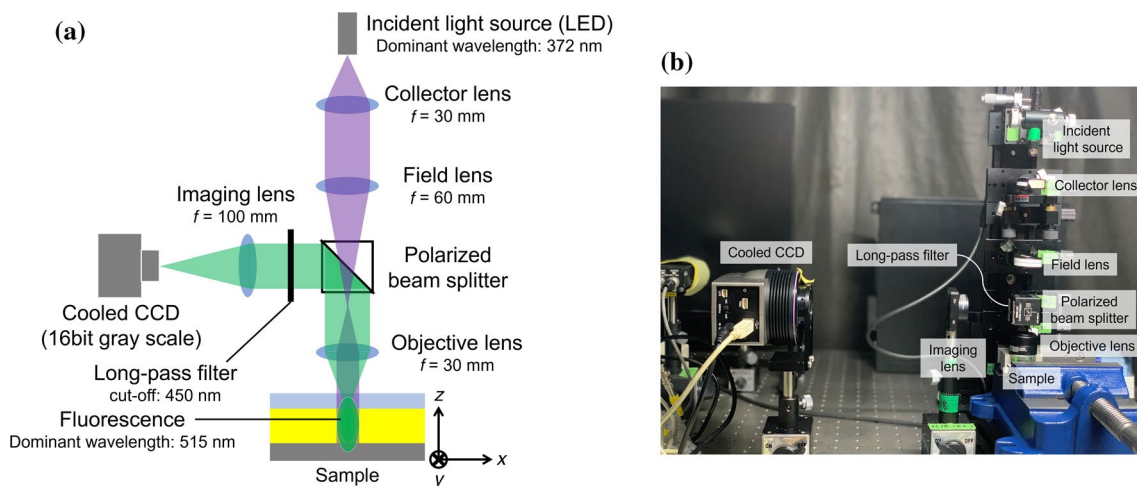 (a)
Incident light source (LED)
Dominant wavelength: 372 nm
Collector lens
f = 30 mm
Field lens
f = 60 mm
Imaging lens
f = 100 mm
Polarized
beam splitter
Cooled CCD
(16bit gray scale)
Objective lens
f = 30 mm
Long-pass filter
cut-off: 450 nm
Fluorescence
Dominant wavelength: 515 nm
Sample
z
x
y
(b)
Incident
light source
Collector lens
Cooled CCD
Long-pass filter
Field lens
Polarized
beam splitter
Objective lens
Imaging
lens
Sample
ON
OFF
OFF